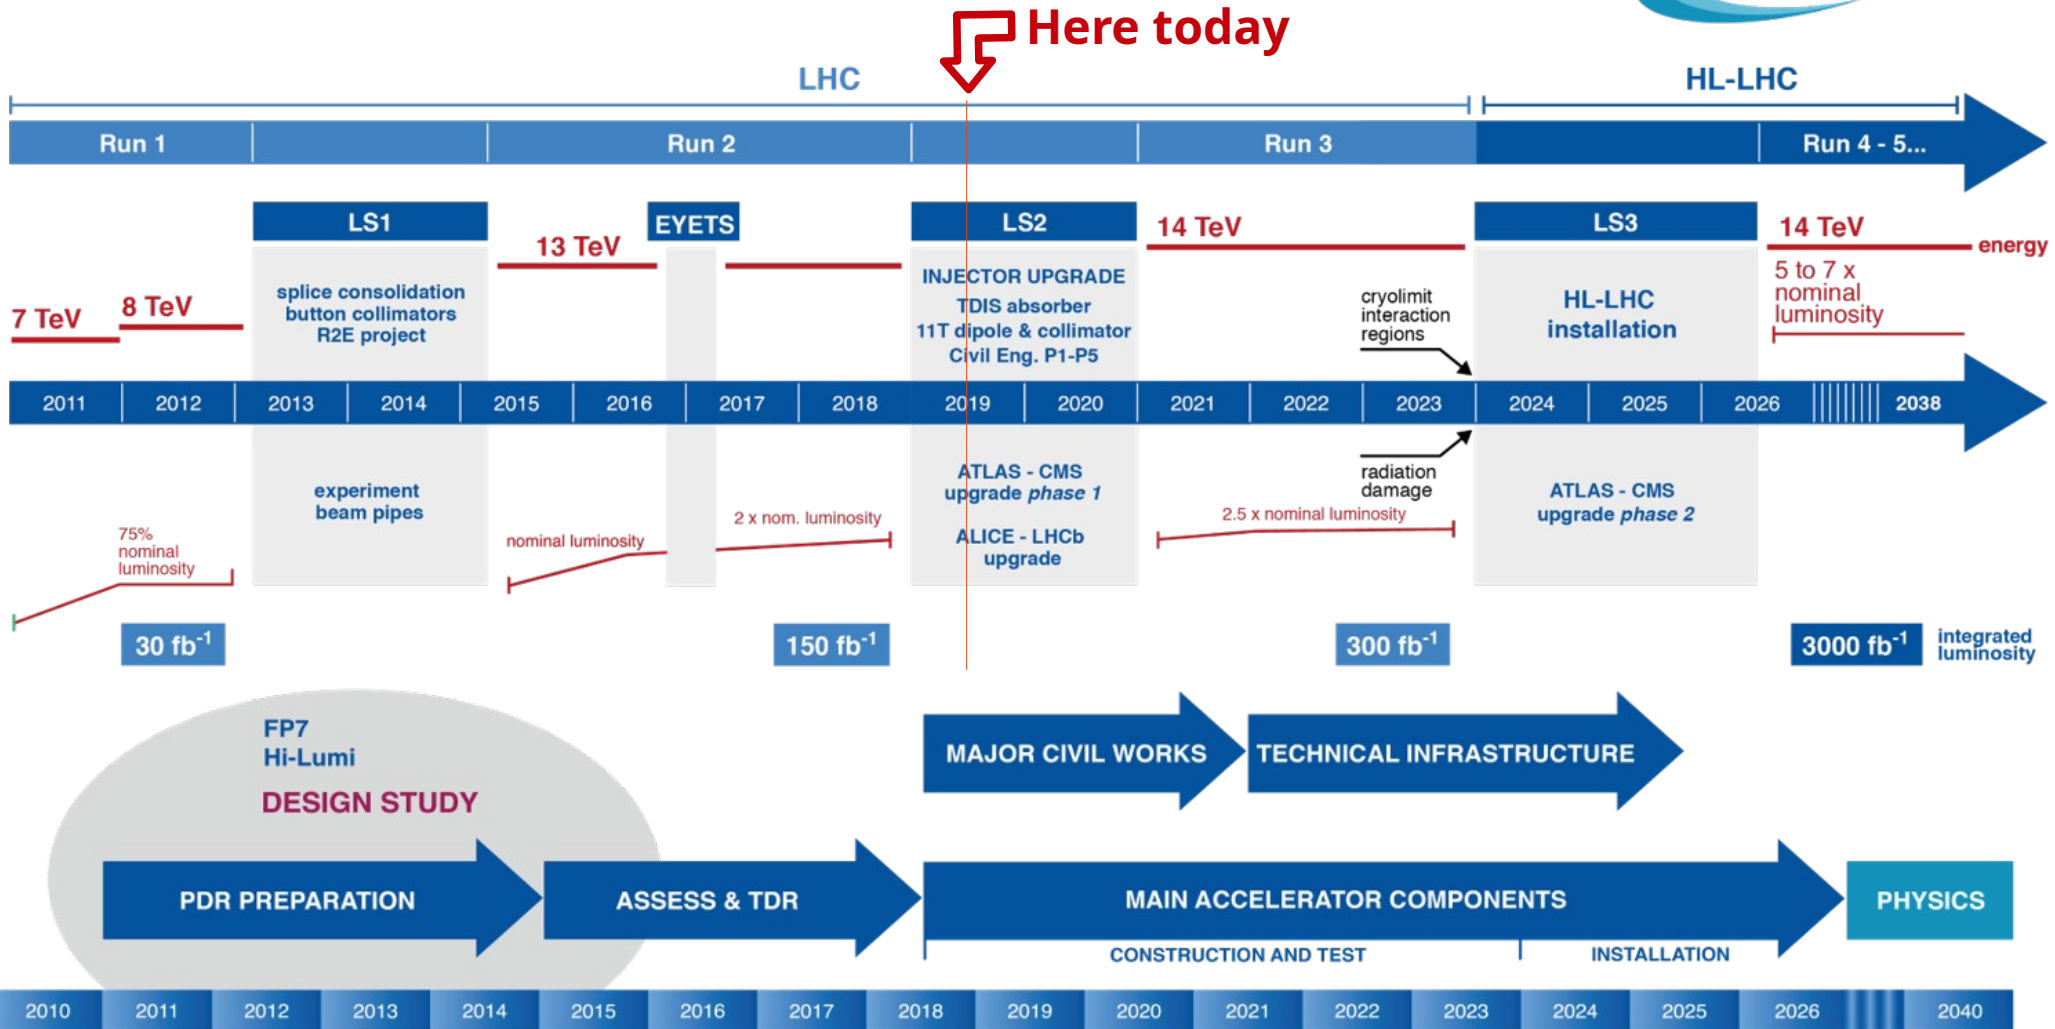 Here today
LHC
HL-LHC
Run 1
Run 2
Run 3
Run 4 - 5...
LS1
EYETS
LS2
LS3
7 TeV
8 TeV
13 TeV
14 TeV
14 TeV
energy
splice consolidation
button collimators
R2E project
INJECTOR UPGRADE
TDIS absorber
11T dipole & collimator
Civil Eng. P1-P5
cryolimit
interaction
regions
HL-LHC
installation
5 to 7 x
nominal
luminosity
2011
2012
2013
2014
2015
2016
2017
2018
2019
2020
2021
2022
2023
2024
2025
2026
2038
75%
nominal
luminosity
experiment
beam pipes
nominal luminosity
2 x nom. luminosity
ATLAS - CMS
upgrade phase 1
ALICE - LHCb
upgrade
radiation
damage
2.5 x nominal luminosity
ATLAS - CMS
upgrade phase 2
30 fb-1
150 fb-1
300 fb-1
3000 fb-1
integrated
luminosity
FP7
Hi-Lumi
DESIGN STUDY
MAJOR CIVIL WORKS
TECHNICAL INFRASTRUCTURE
PDR PREPARATION
ASSESS & TDR
MAIN ACCELERATOR COMPONENTS
PHYSICS
CONSTRUCTION AND TEST
INSTALLATION
2010
2011
2012
2013
2014
2015
2016
2017
2018
2019
2020
2021
2022
2023
2024
2025
2026
2040